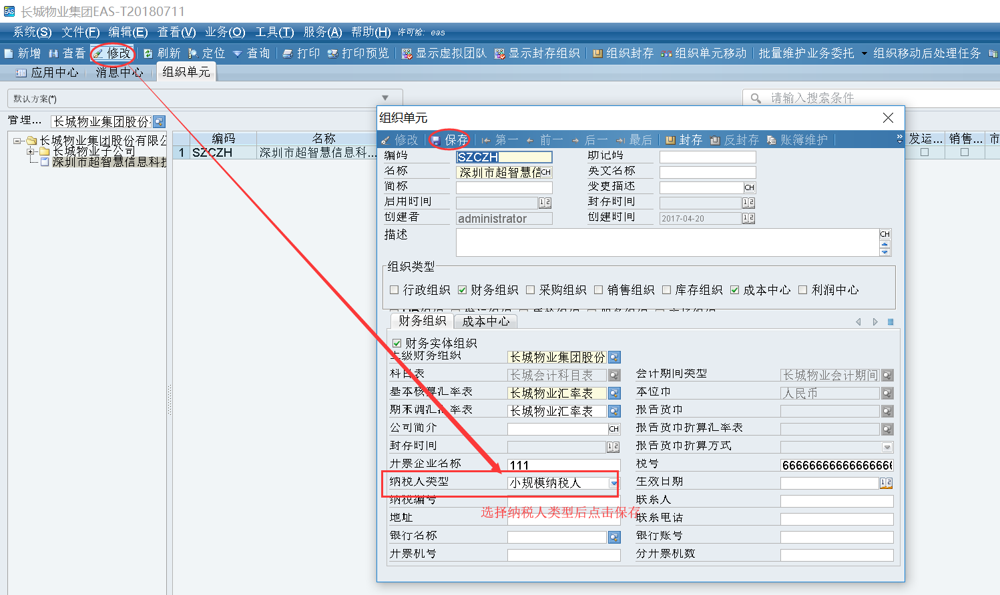 长城物业集团EAS-T20180711
系统(S) 文件(F) 编辑(E) 查看(V) 业务(O) 工具(T) 服务(A) 帮助(H) 许可给: eas
新增 查看 修改 刷新 定位 查询 打印 打印预览 显示虚拟团队 显示封存组织 组织封存 组织单元移动 批量维护业务委托 组织移动后处理任务
应用中心 消息中心 组织单元
默认方案(*)
请输入搜索条件
管理... 长城物业集团股份
长城物业集团股份有限公
长城物业子公司
深圳市超智慧信息科技
编码 名称
1 SZCZH 深圳市超智慧信息科...
发运... 销售... 市
组织单元
修改 保存 第一 前一 后一 最后 封存 反封存 账簿维护
编码 SZCZH 助记码
名称 深圳市超智慧信 CH 英文名称
简称 变更描述 CH
启用时间 12 封存时间 12
创建者 administrator 创建时间 2017-04-20 12
描述 CH
组织类型
行政组织 财务组织 采购组织 销售组织 库存组织 成本中心 利润中心
财务组织 成本中心
财务实体组织
上级财务组织 长城物业集团股份
科目表 长城会计科目表 会计期间类型 长城物业会计期间
基本核算汇率表 长城物业汇率表 本位币 人民币
期末调汇汇率表 长城物业汇率表 报告货币
公司简介 CH 报告货币折算汇率表
封存时间 12 报告货币折算方式
开票企业名称 111 税号 66666666666666666
纳税人类型 小规模纳税人 生效日期 12
纳税编号 联系人
选择纳税人类型后点击保存
地址 联系电话
银行名称 银行账号
开票机号 分开票机数